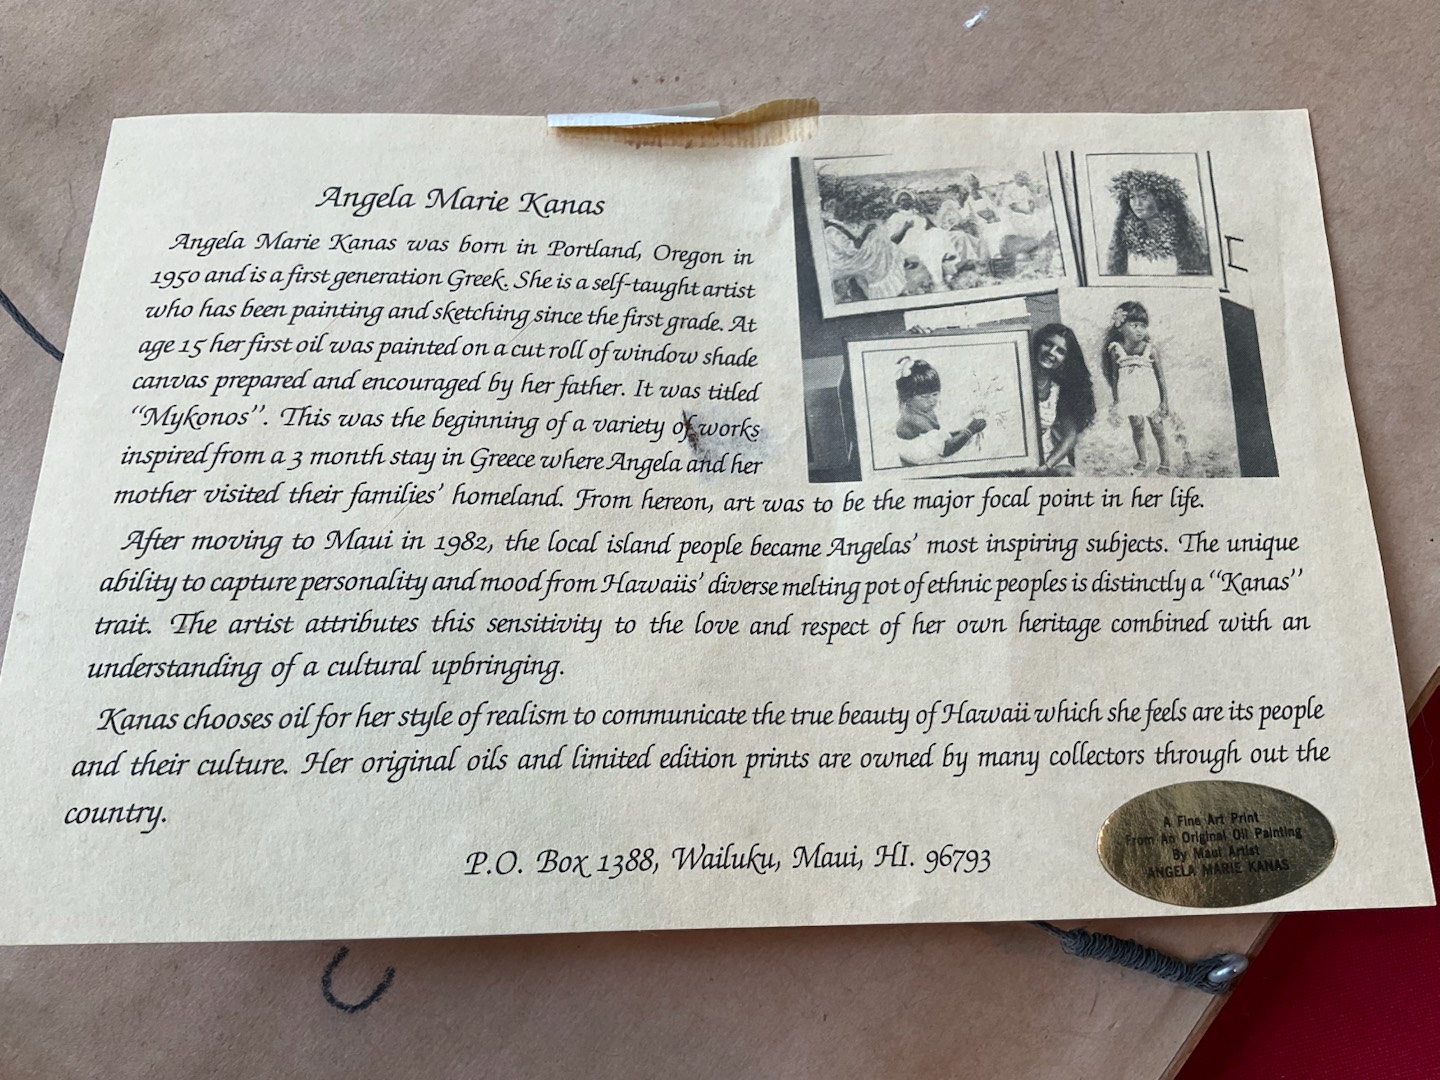 Angela Marie Kanas
Angela Marie Kanas was born in Portland, Oregon in
1950 and is a first generation Greek. She is a self-taught artist
who has been painting and sketching since the first grade. At
age 15 her first oil was painted on a cut roll of window shade
canvas prepared and encouraged by her father. It was titled
“Mykonos”. This was the beginning of a variety of works
inspired from a 3 month stay in Greece where Angela and her
mother visited their families’ homeland. From hereon, art was to be the major focal point in her life.
After moving to Maui in 1982, the local island people became Angelas’ most inspiring subjects. The unique
ability to capture personality and mood from Hawaiis’ diverse melting pot of ethnic peoples is distinctly a “Kanas”
trait. The artist attributes this sensitivity to the love and respect of her own heritage combined with an
understanding of a cultural upbringing.
Kanas chooses oil for her style of realism to communicate the true beauty of Hawaii which she feels are its people
and their culture. Her original oils and limited edition prints are owned by many collectors through out the
country.
P.O. Box 1388, Wailuku, Maui, HI. 96793
A Fine Art Print
From An Original Oil Painting
By Maui Artist
ANGELA MARIE KANAS